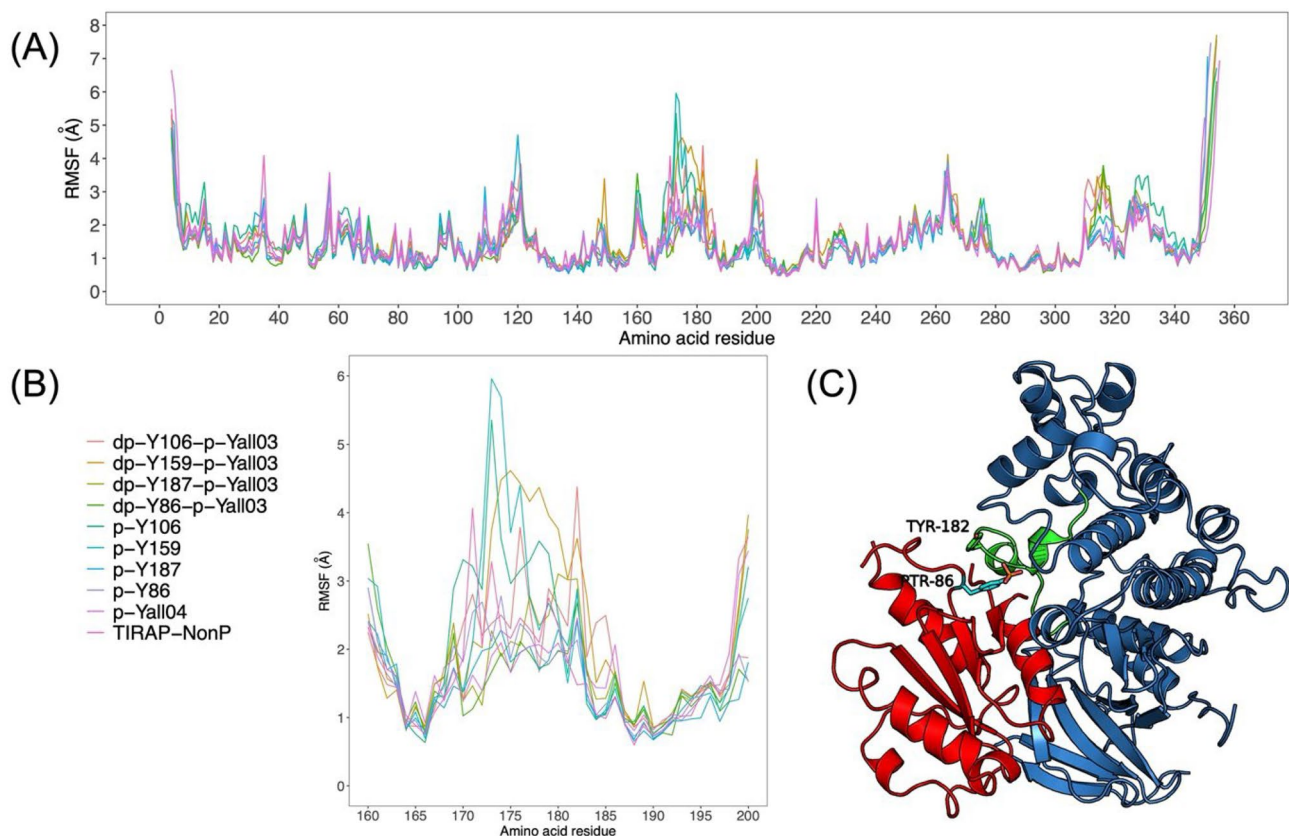 (A)
RMSF (Å)
8
7
6
5
4
3
2
1
0
0 20 40 60 80 100 120 140 160 180 200 220 240 260 280 300 320 340 360
Amino acid residue
(B)
dp-Y106-p-Yall03
dp-Y159-p-Yall03
dp-Y187-p-Yall03
dp-Y86-p-Yall03
p-Y106
p-Y159
p-Y187
p-Y86
p-Yall04
TIRAP-NonP
RMSF (Å)
6
5
4
3
2
1
0
160 165 170 175 180 185 190 195 200
Amino acid residue
(C)
TYR-182
PTR-86